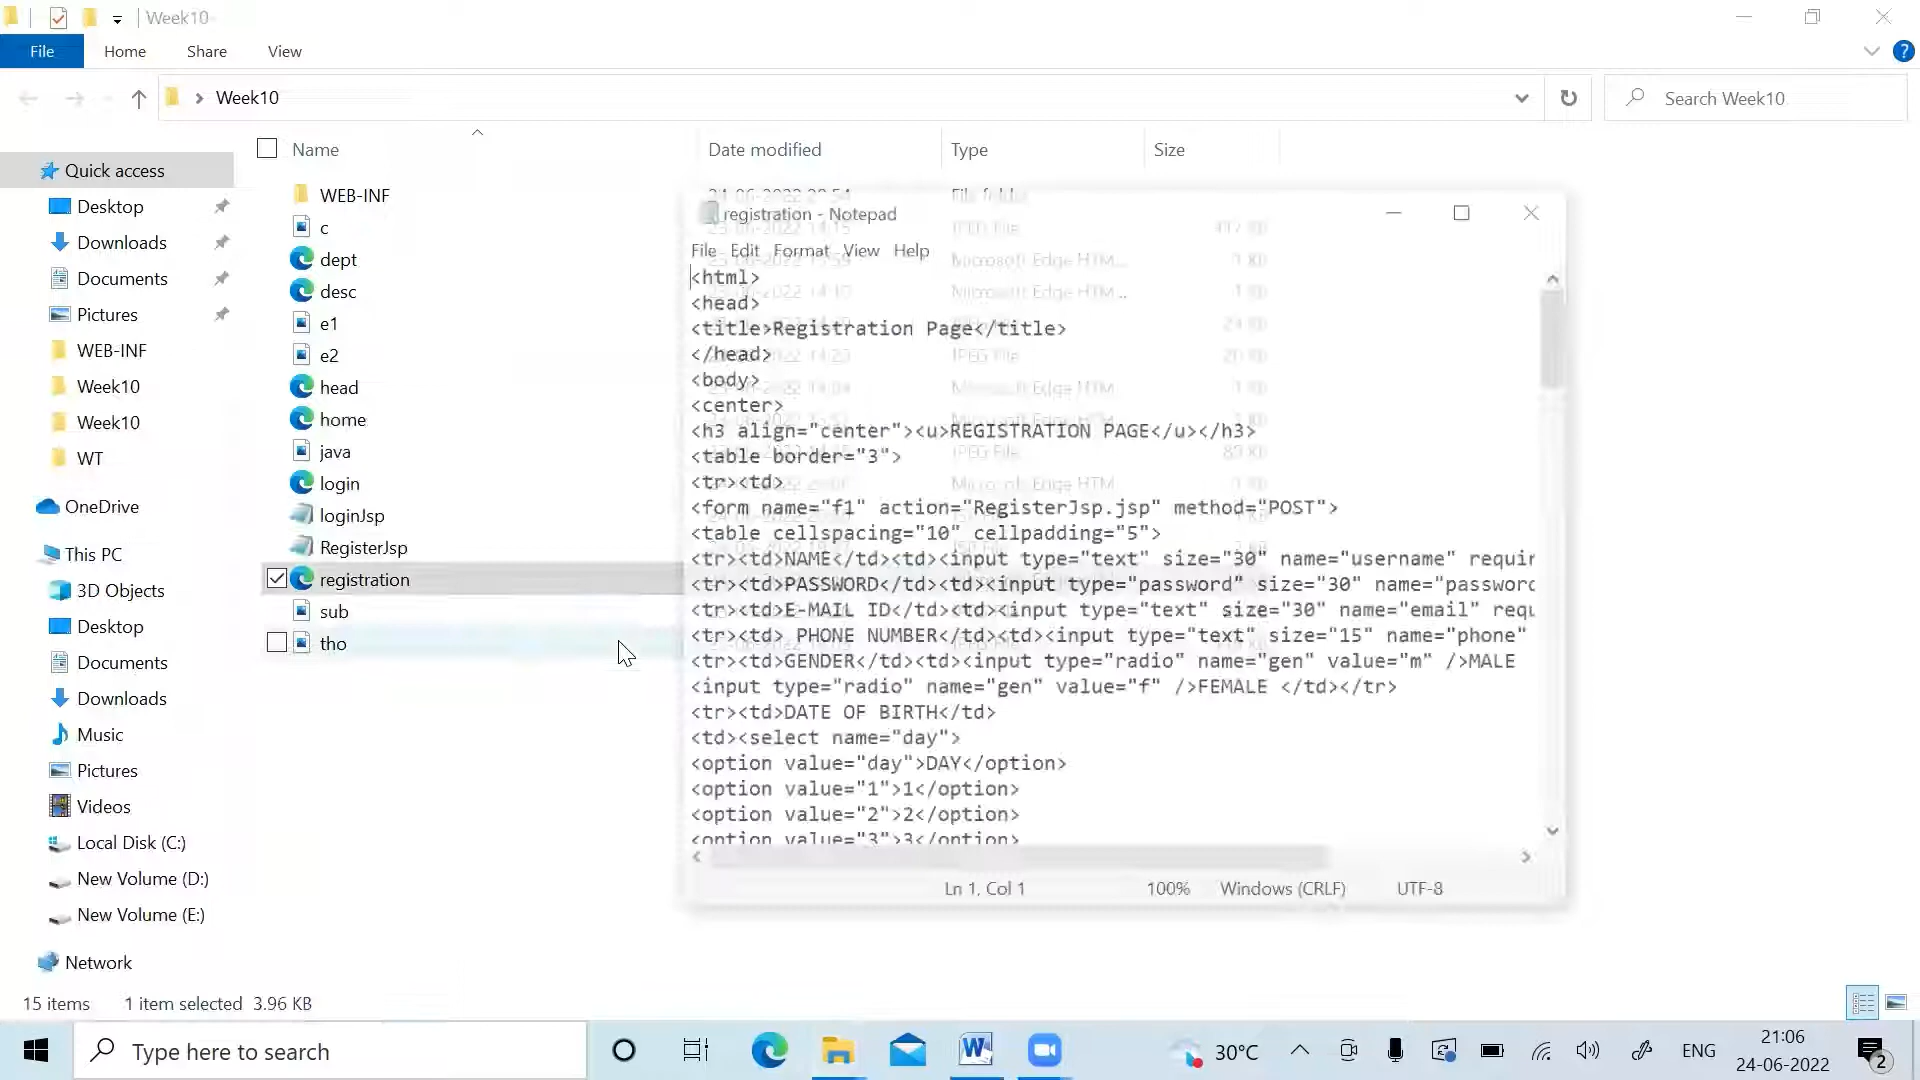 Week10
File Home Share View
Week10
Search Week10
Name Date modified Type Size
Quick access
Desktop
Downloads
Documents
Pictures
WEB-INF
Week10
Week10
WT
OneDrive
This PC
3D Objects
Desktop
Documents
Downloads
Music
Pictures
Videos
Local Disk (C:)
New Volume (D:)
New Volume (E:)
Network
WEB-INF
c
dept
desc
e1
e2
head
home
java
login
loginJsp
RegisterJsp
registration
sub
tho
registration - Notepad
File Edit Format View Help
<html>
<head>
<title>Registration Page</title>
</head>
<body>
<center>
<h3 align="center"><u>REGISTRATION PAGE</u></h3>
<table border="3">
<tr><td>
<form name="f1" action="RegisterJsp.jsp" method="POST">
<table cellspacing="10" cellpadding="5">
<tr><td>NAME</td><td><input type="text" size="30" name="username" requir
<tr><td>PASSWORD</td><td><input type="password" size="30" name="password
<tr><td>E-MAIL ID</td><td><input type="text" size="30" name="email" requ
<tr><td> PHONE NUMBER</td><td><input type="text" size="15" name="phone"
<tr><td>GENDER</td><td><input type="radio" name="gen" value="m" />MALE
<input type="radio" name="gen" value="f" />FEMALE </td></tr>
<tr><td>DATE OF BIRTH</td>
<td><select name="day">
<option value="day">DAY</option>
<option value="1">1</option>
<option value="2">2</option>
<option value="3">3</option>
Ln 1, Col 1 100% Windows (CRLF) UTF-8
15 items 1 item selected 3.96 KB
Type here to search
30°C
ENG
21:06
24-06-2022
2